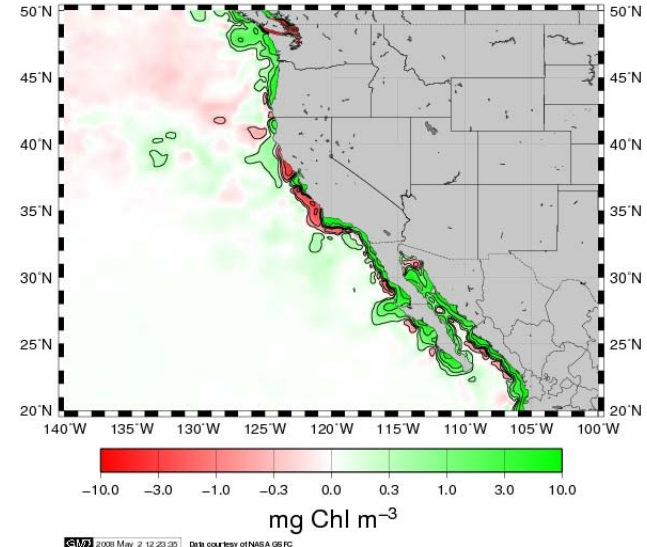 50°N 50°N
45°N 45°N
40°N 40°N
35°N 35°N
30°N 30°N
25°N 25°N
20°N 20°N
140°W 135°W 130°W 125°W 120°W 115°W 110°W 105°W 100°W
−10.0 −3.0 −1.0 −0.3 0.0 0.3 1.0 3.0 10.0
mg Chl m⁻³
GMD 2008 May 2 12:23:35 Data courtesy of NASA GSFC